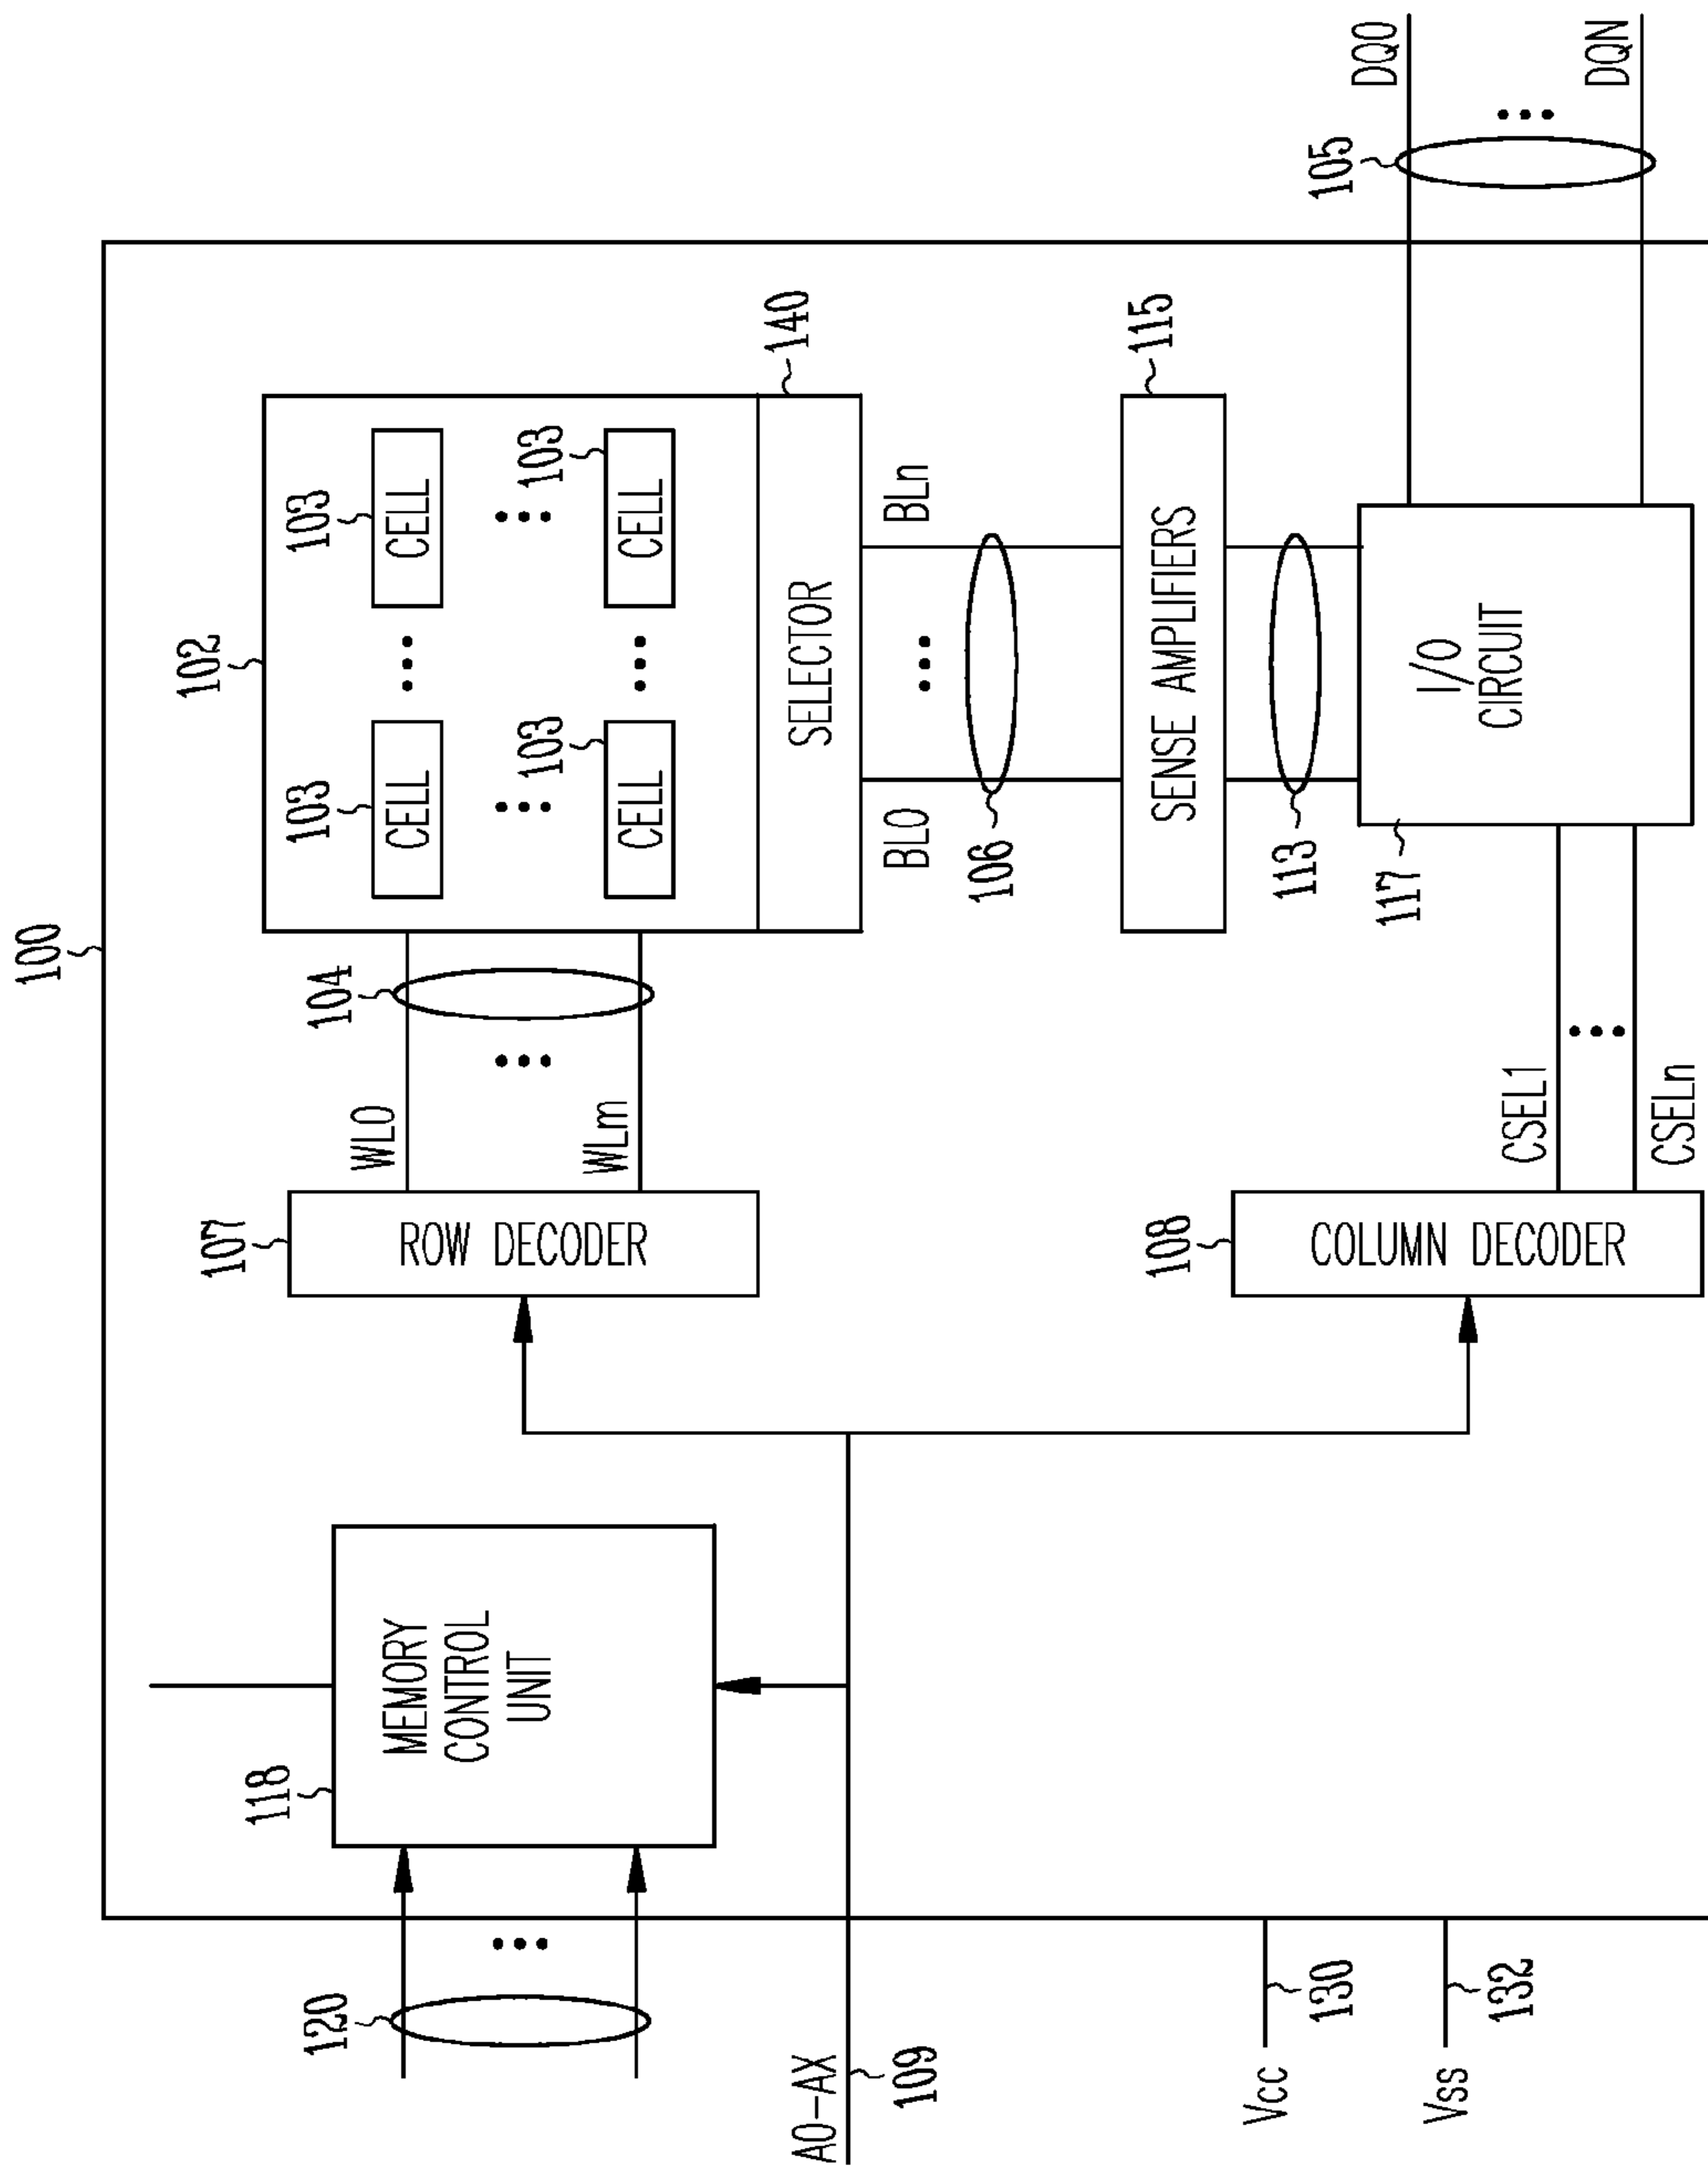 100
102
103
CELL
103
CELL
103
CELL
103
CELL
140
SELECTOR
104
WL0
WLm
107
ROW DECODER
118
MEMORY
CONTROL
UNIT
120
A0-AX
109
BL0
BLn
106
115
SENSE AMPLIFIERS
113
117
I/O
CIRCUIT
105
DQ0
DQN
108
COLUMN DECODER
CSEL1
CSELn
Vcc
130
Vss
132